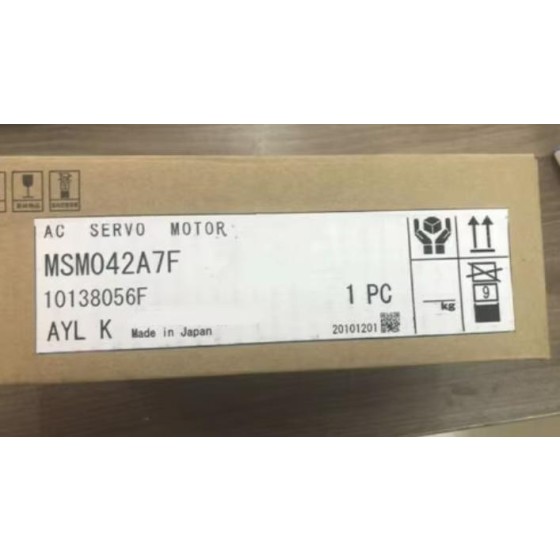 AC SERVO MOTOR
MSM042A7F
10138056F 1 PC
AYL K Made in Japan 20101201
kg
9